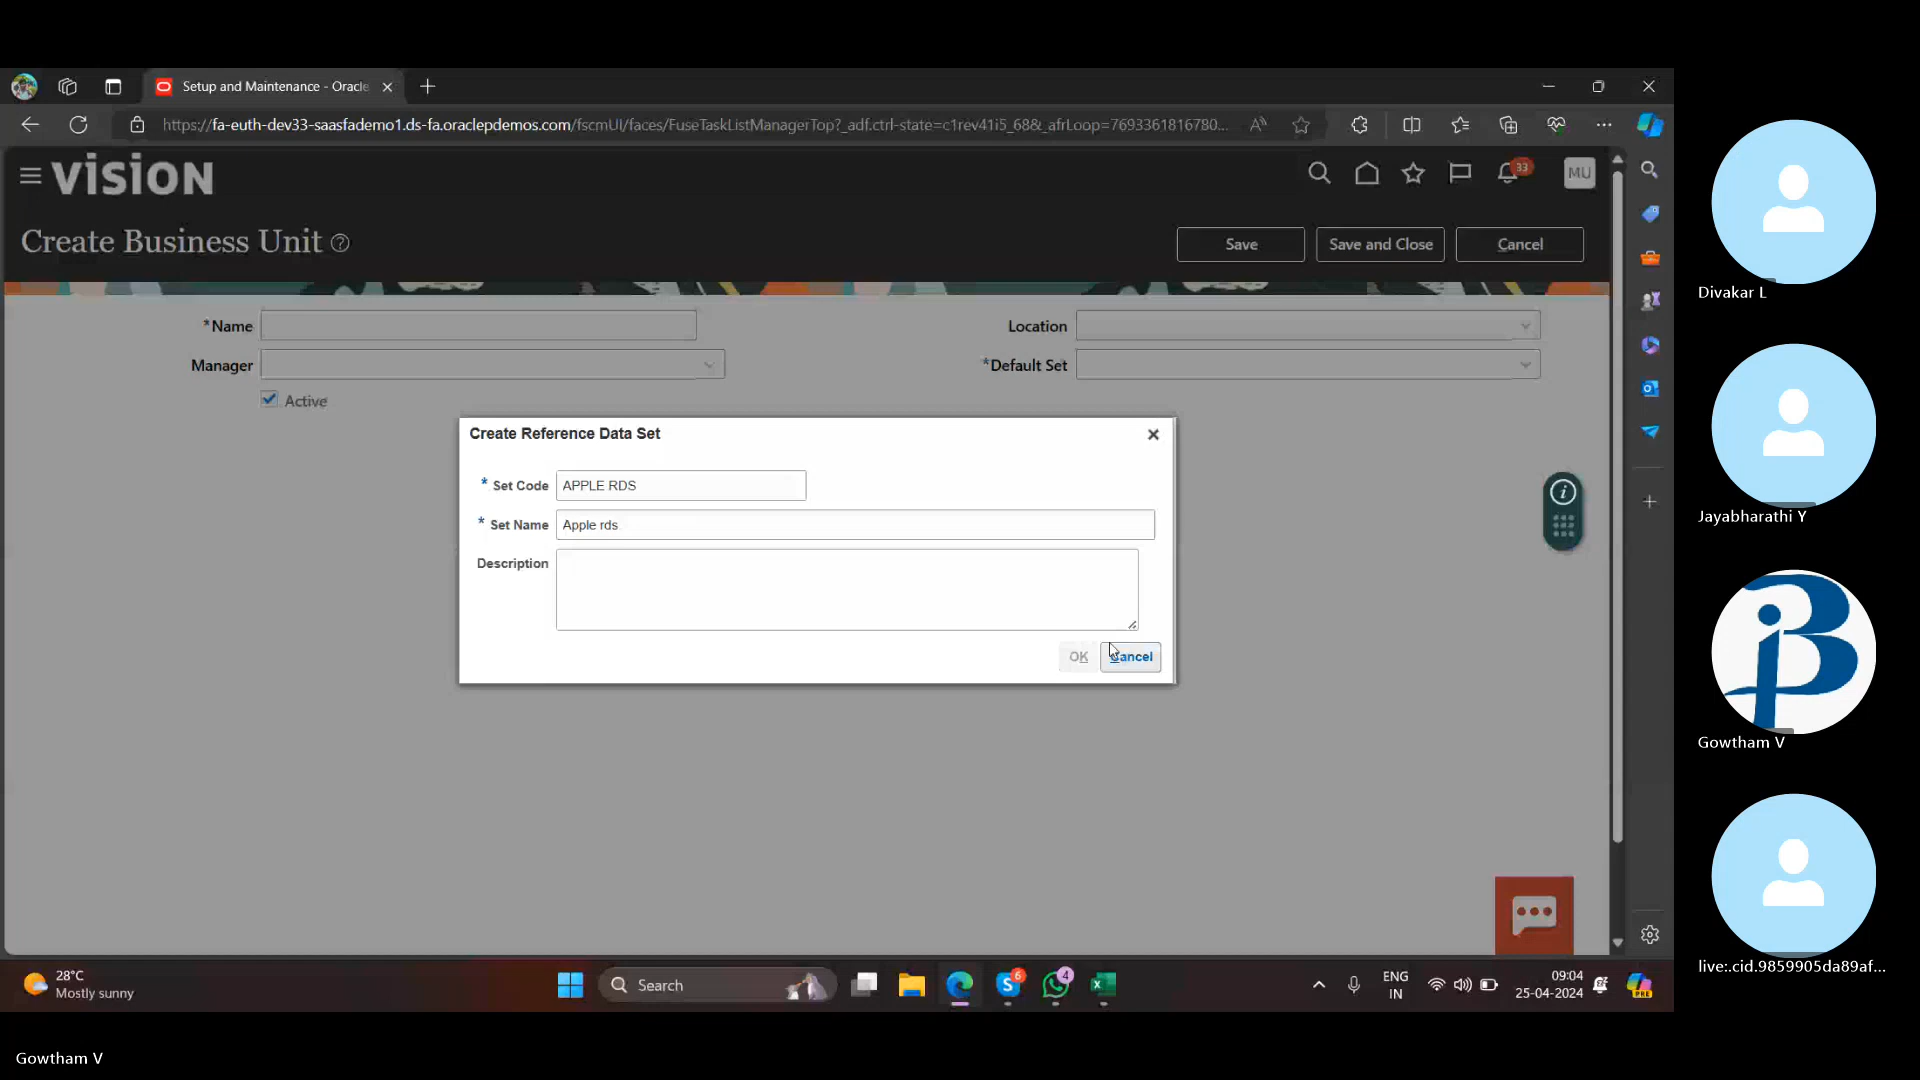 Setup and Maintenance - Oracle
https://fa-euth-dev33-saasfademo1.ds-fa.oraclepdemos.com/fscmUI/faces/FuseTaskListManagerTop?_adf.ctrl-state=c1rev41i5_68&_afrLoop=7693361816780...
VISION
33
MU
Create Business Unit
Save
Save and Close
Cancel
*Name
Location
Manager
*Default Set
Active
Create Reference Data Set
* Set Code APPLE RDS
* Set Name Apple rds
Description
OK
Cancel
Divakar L
Jayabharathi Y
Gowtham V
live:.cid.9859905da89af...
28°C
Mostly sunny
Search
6
4
ENG
IN
09:04
25-04-2024
PRE
Gowtham V